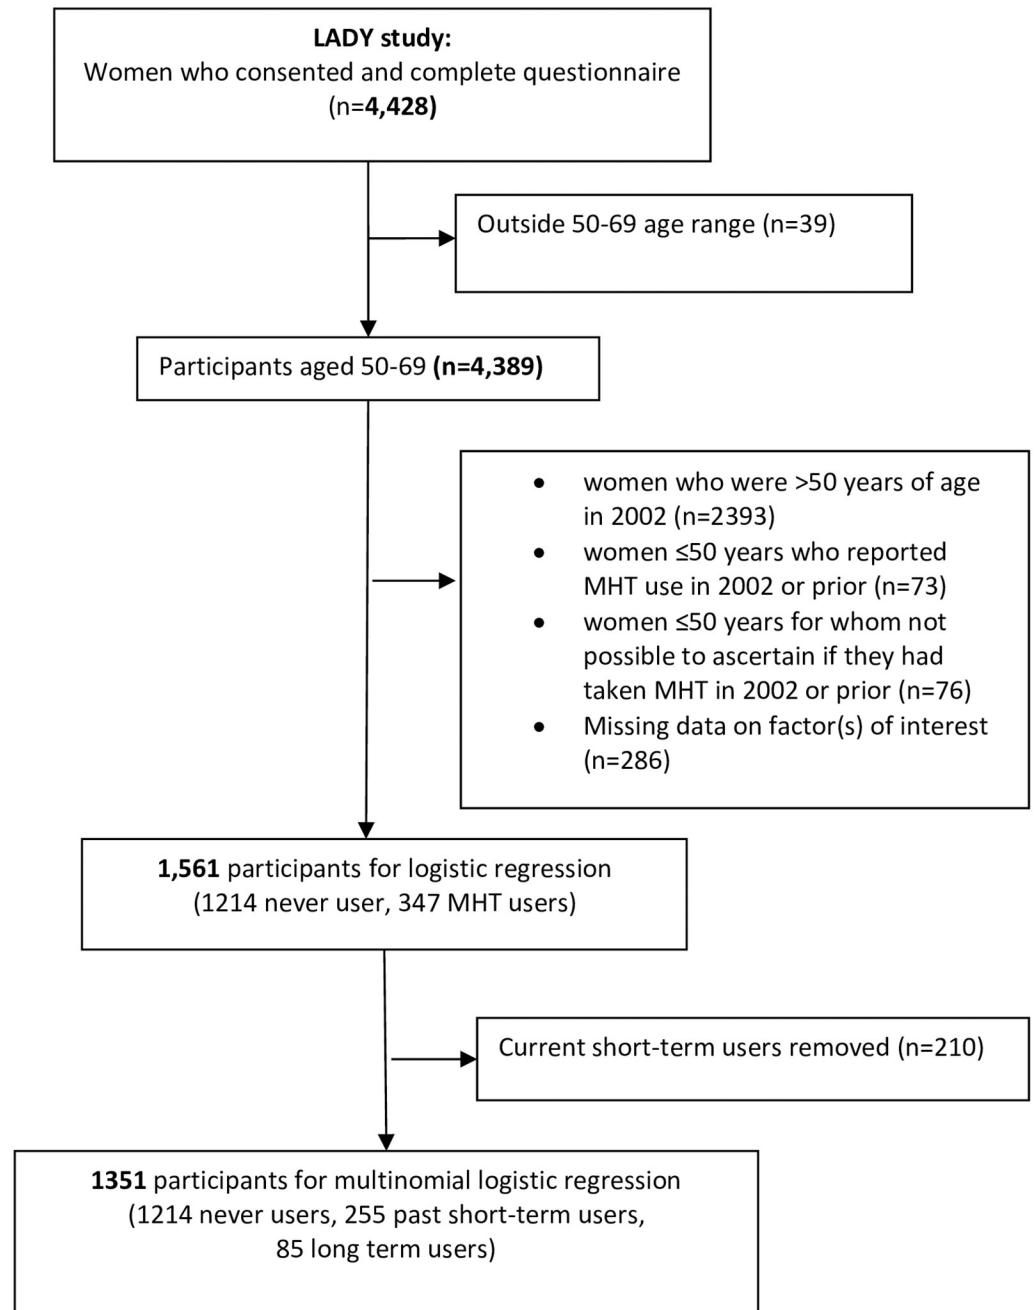 LADY study:
Women who consented and complete questionnaire
(n=4,428)
Outside 50-69 age range (n=39)
Participants aged 50-69 (n=4,389)
• women who were >50 years of age
in 2002 (n=2393)
• women ≤50 years who reported
MHT use in 2002 or prior (n=73)
• women ≤50 years for whom not
possible to ascertain if they had
taken MHT in 2002 or prior (n=76)
• Missing data on factor(s) of interest
(n=286)
1,561 participants for logistic regression
(1214 never user, 347 MHT users)
Current short-term users removed (n=210)
1351 participants for multinomial logistic regression
(1214 never users, 255 past short-term users,
85 long term users)